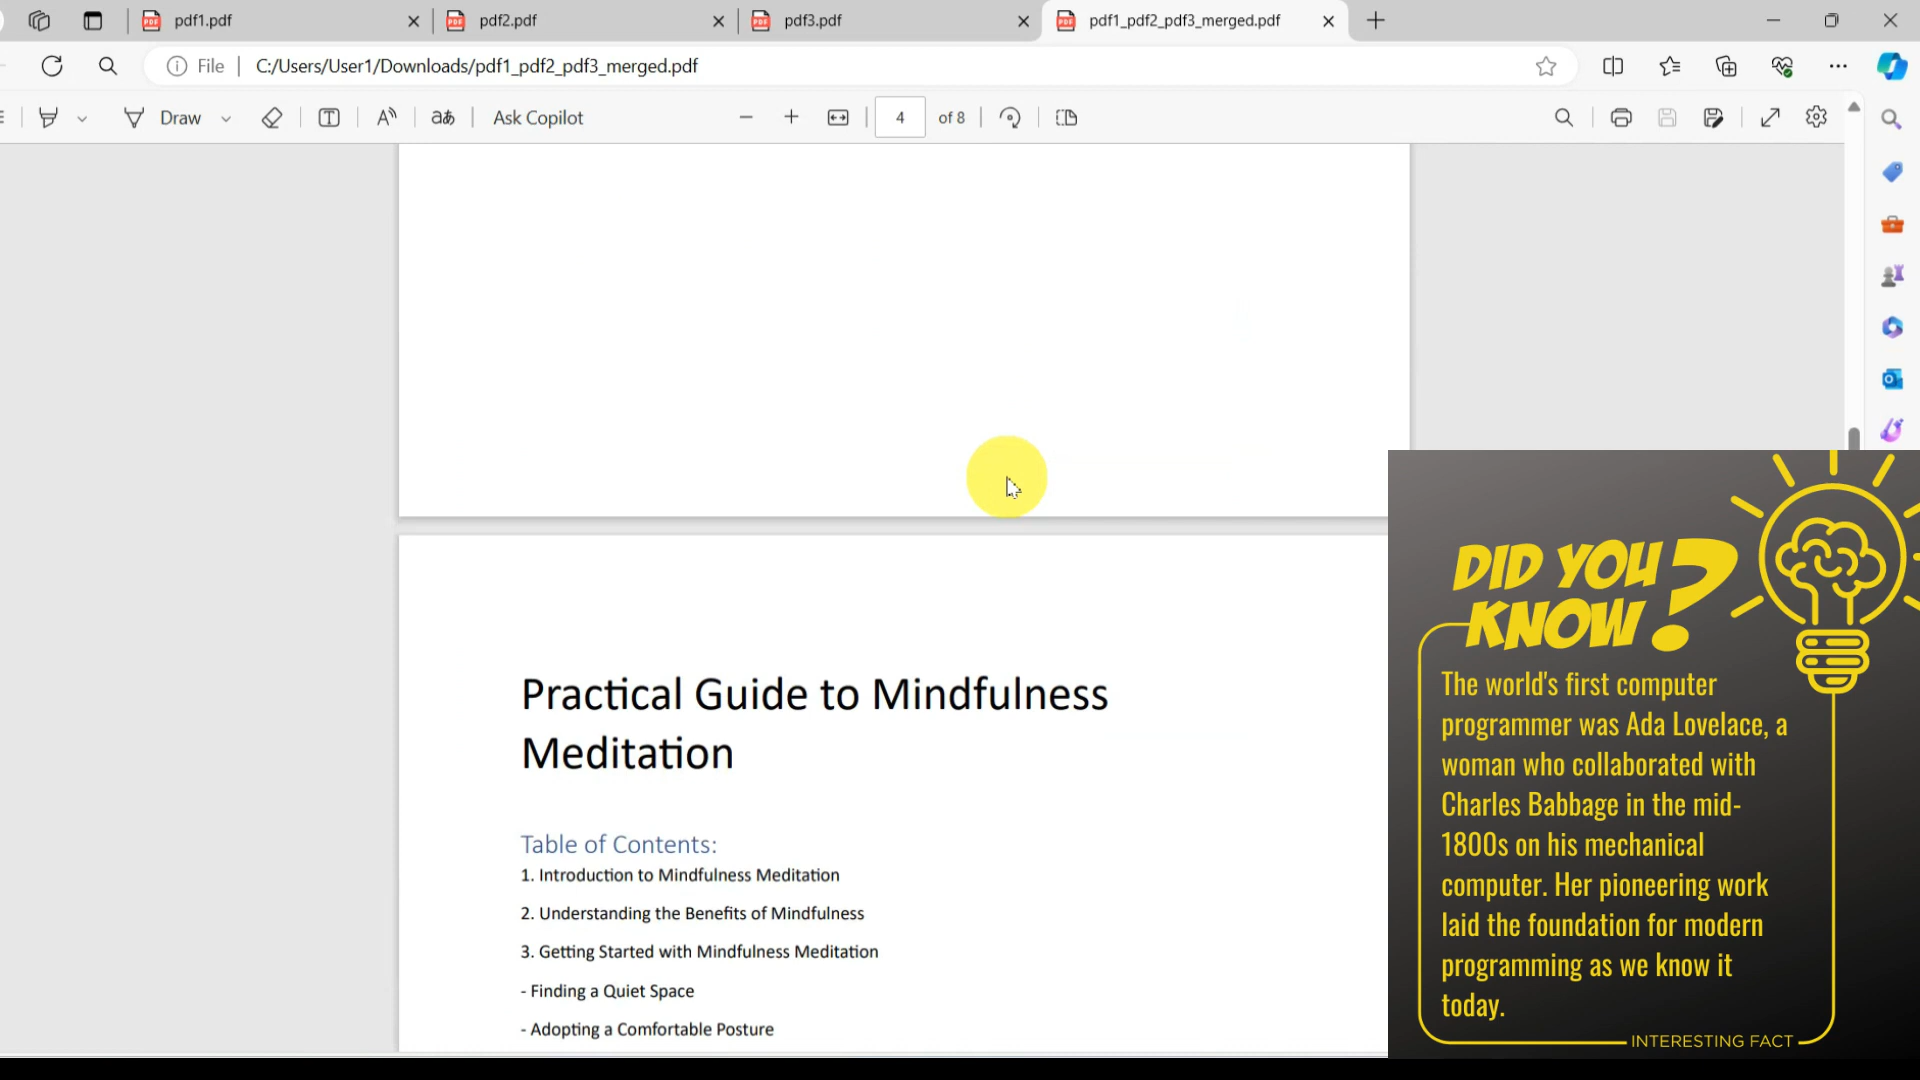 pdf1.pdf
pdf2.pdf
pdf3.pdf
pdf1_pdf2_pdf3_merged.pdf
File
C:/Users/User1/Downloads/pdf1_pdf2_pdf3_merged.pdf
Draw
aあ
Ask Copilot
4
of 8
Practical Guide to Mindfulness
Meditation
Table of Contents:
1. Introduction to Mindfulness Meditation
2. Understanding the Benefits of Mindfulness
3. Getting Started with Mindfulness Meditation
- Finding a Quiet Space
- Adopting a Comfortable Posture
DID YOU
KNOW?
The world's first computer
programmer was Ada Lovelace, a
woman who collaborated with
Charles Babbage in the mid-
1800s on his mechanical
computer. Her pioneering work
laid the foundation for modern
programming as we know it
today.
INTERESTING FACT